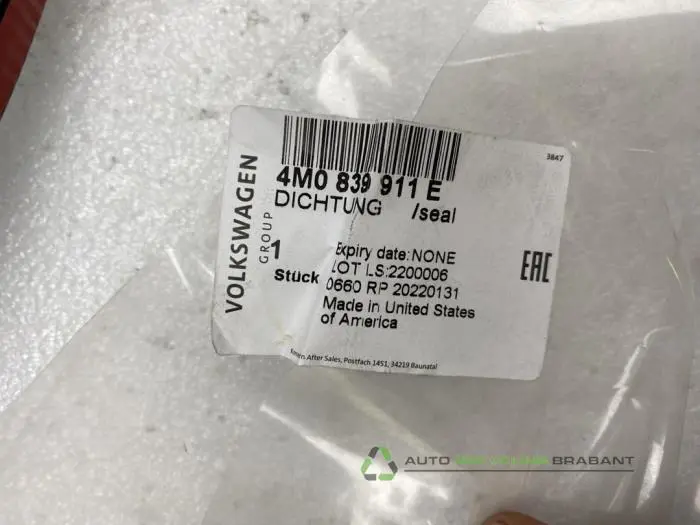 3847
4M0 839 911 E
DICHTUNG /seal
VOLKSWAGEN
GROUP
1
Stück
Expiry date: NONE
LOT LS:2200006
0660 RP 20220131
Made in United States
of America
EAC
After Sales, Postfach 1451, 34219 Baunatal
AUTO RECYCLING BRABANT